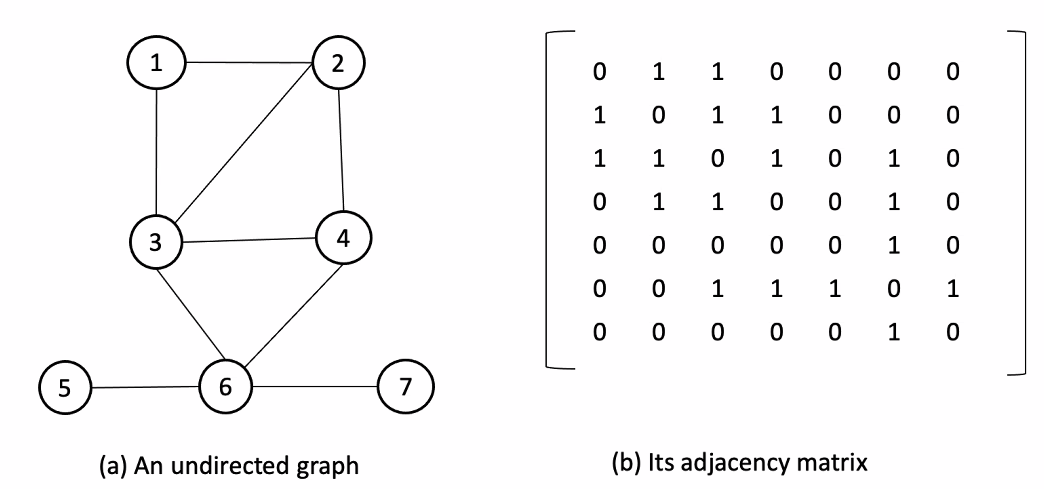 1 2
3 4
5 6 7
0 1 1 0 0 0 0
1 0 1 1 0 0 0
1 1 0 1 0 1 0
0 1 1 0 0 1 0
0 0 0 0 0 1 0
0 0 1 1 1 0 1
0 0 0 0 0 1 0
(a) An undirected graph
(b) Its adjacency matrix